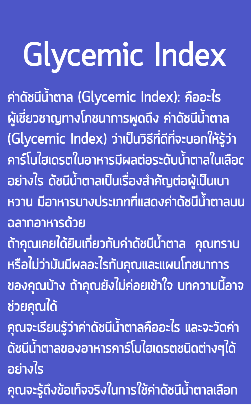 Glycemic Index
ค่าดัชนีน้ำตาล (Glycemic Index): คืออะไร
ผู้เชี่ยวชาญทางโภชนาการพูดถึง ค่าดัชนีน้ำตาล
(Glycemic Index) ว่าเป็นวิธีที่ดีที่จะบอกให้รู้ว่า
คาร์โบไฮเดรตในอาหารมีผลต่อระดับน้ำตาลในเลือด
อย่างไร ดัชนีน้ำตาลเป็นเรื่องสำคัญต่อผู้เป็นเบา
หวาน มีอาหารบางประเภทที่แสดงค่าดัชนีน้ำตาลบน
ฉลากอาหารด้วย
ถ้าคุณเคยได้ยินเกี่ยวกับค่าดัชนีน้ำตาล คุณทราบ
หรือไม่ว่ามันมีผลอะไรกับคุณและแผนโภชนาการ
ของคุณบ้าง ถ้าคุณยังไม่ค่อยเข้าใจ บทความนี้อาจ
ช่วยคุณได้
คุณจะเรียนรู้ว่าค่าดัชนีน้ำตาลคืออะไร และจะวัดค่า
ดัชนีน้ำตาลของอาหารคาร์โบไฮเดรตชนิดต่างๆได้
อย่างไร
คุณจะรู้ถึงข้อเท็จจริงในการใช้ค่าดัชนีน้ำตาลเลือก